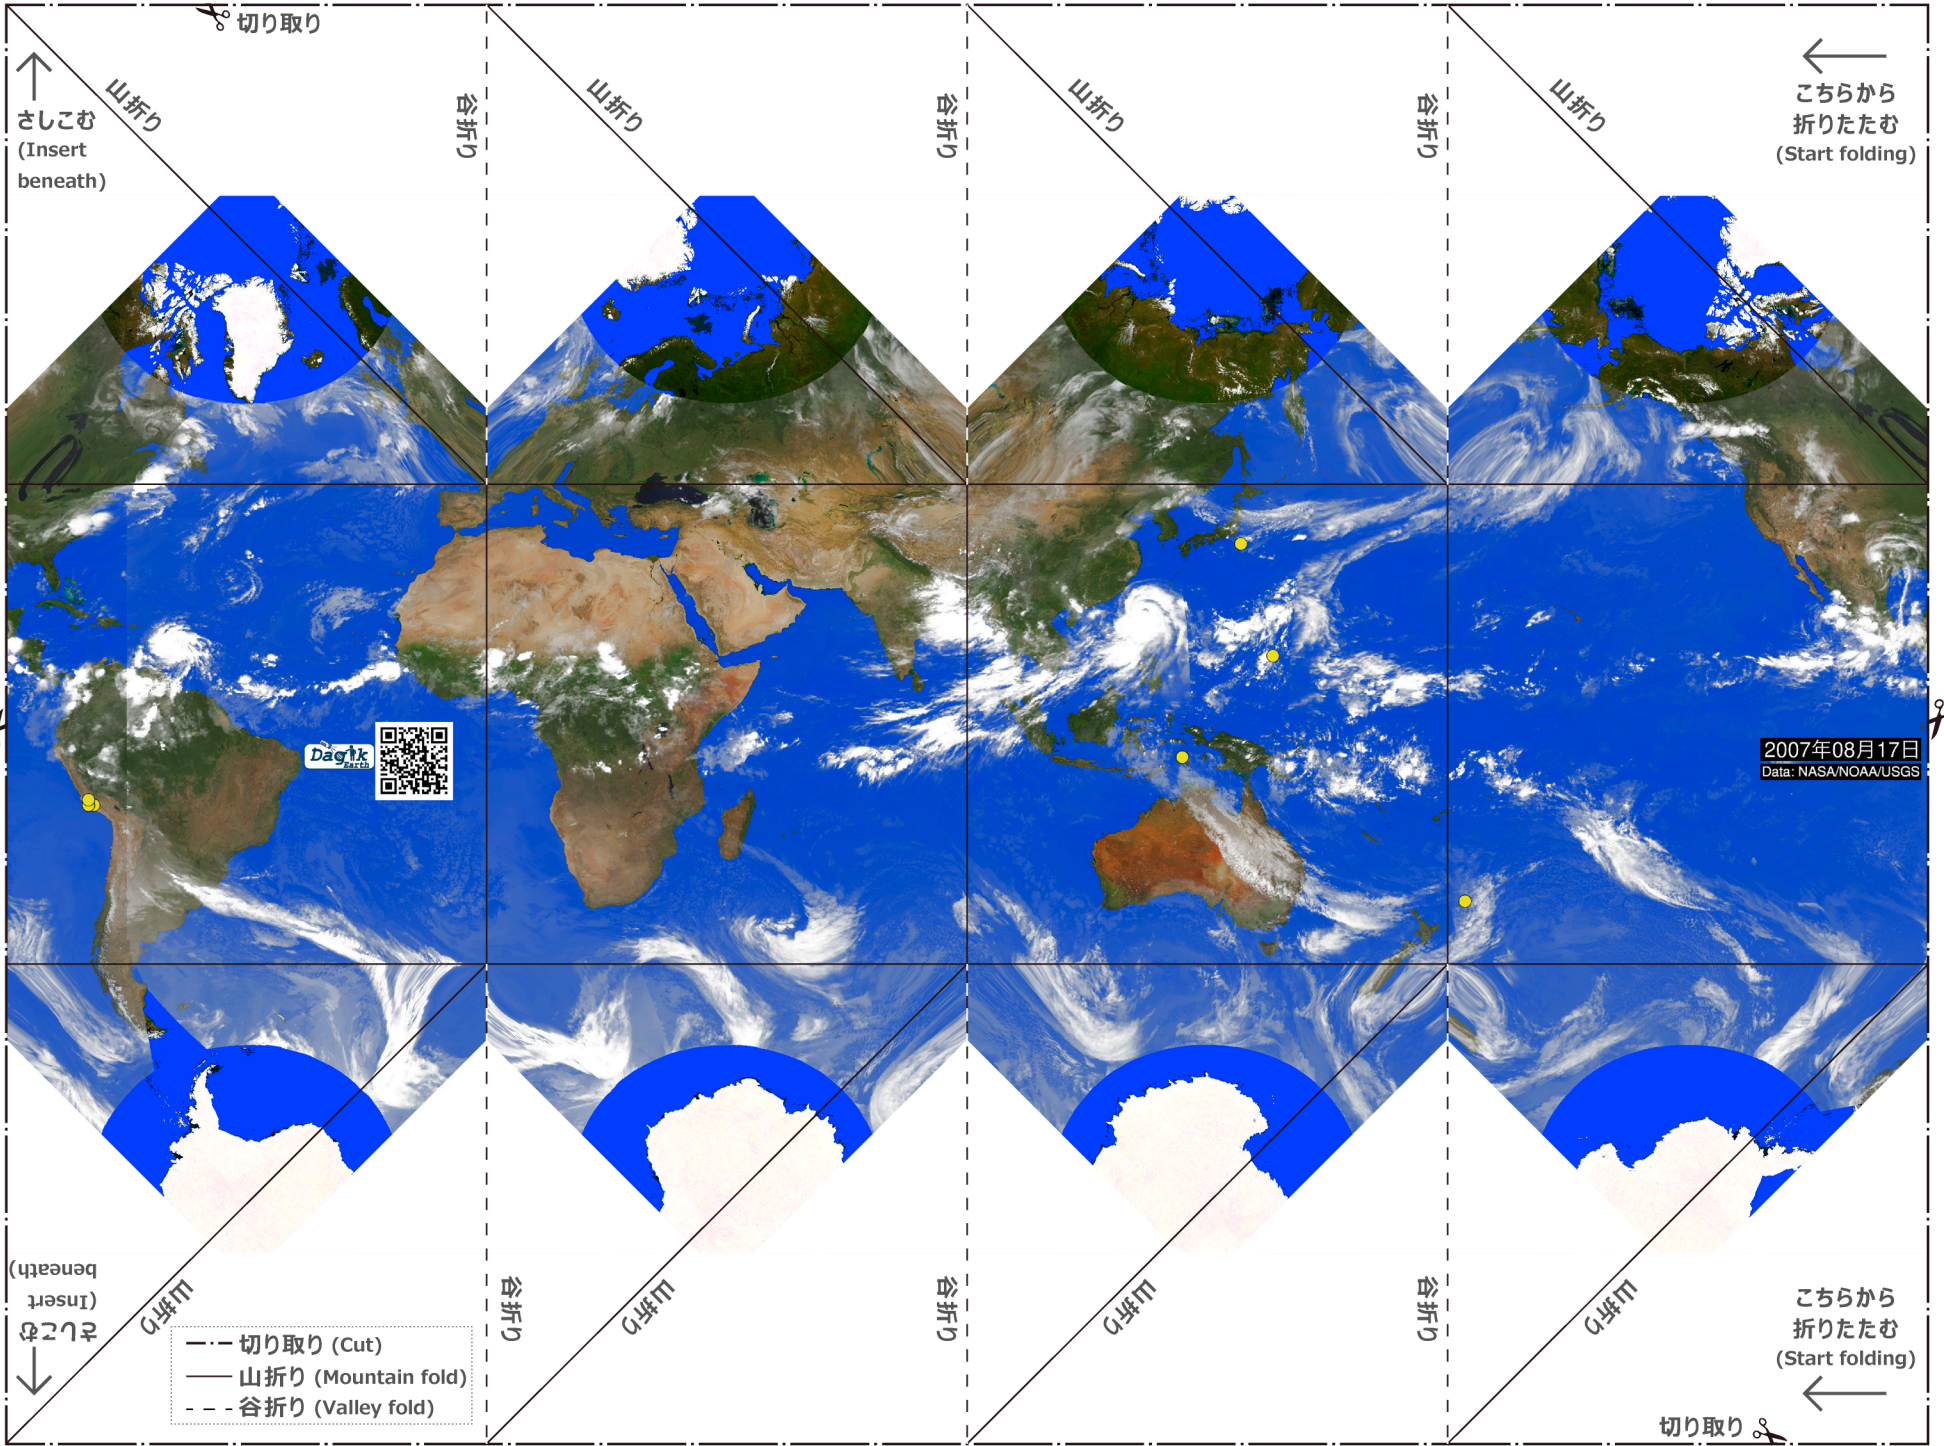 切り取り
山折り
谷折り
山折り
谷折り
山折り
谷折り
山折り
さしこむ
(Insert
beneath)
こちらから
折りたたむ
(Start folding)
Dagik
Earth
2007年08月17日
Data: NASA/NOAA/USGS
さしこむ
(Insert
beneath)
山折り
谷折り
山折り
谷折り
山折り
谷折り
山折り
こちらから
折りたたむ
(Start folding)
切り取り (Cut)
山折り (Mountain fold)
谷折り (Valley fold)
切り取り